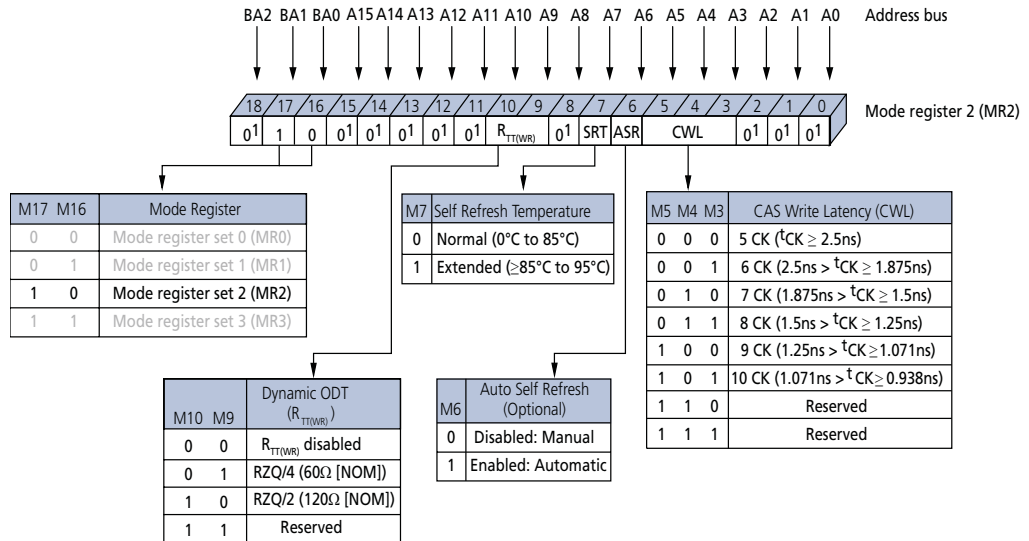 BA2 BA1 BA0 A15 A14 A13 A12 A11 A10 A9 A8 A7 A6 A5 A4 A3 A2 A1 A0 Address bus
18 17 16 15 14 13 12 11 10 9 8 7 6 5 4 3 2 1 0
Mode register 2 (MR2)
0¹ 1 0 0¹ 0¹ 0¹ 0¹ 0¹ R_TT(WR) 0¹ SRT ASR CWL 0¹ 0¹ 0¹
M17 M16 Mode Register
0 0 Mode register set 0 (MR0)
0 1 Mode register set 1 (MR1)
1 0 Mode register set 2 (MR2)
1 1 Mode register set 3 (MR3)
M7 Self Refresh Temperature
0 Normal (0°C to 85°C)
1 Extended (≥85°C to 95°C)
M5 M4 M3 CAS Write Latency (CWL)
0 0 0 5 CK (ᵗCK ≥ 2.5ns)
0 0 1 6 CK (2.5ns > ᵗCK ≥ 1.875ns)
0 1 0 7 CK (1.875ns > ᵗCK ≥ 1.5ns)
0 1 1 8 CK (1.5ns > ᵗCK ≥ 1.25ns)
1 0 0 9 CK (1.25ns > ᵗCK ≥ 1.071ns)
1 0 1 10 CK (1.071ns > ᵗCK ≥ 0.938ns)
1 1 0 Reserved
1 1 1 Reserved
M10 M9 Dynamic ODT
(R_TT(WR))
0 0 R_TT(WR) disabled
0 1 RZQ/4 (60Ω [NOM])
1 0 RZQ/2 (120Ω [NOM])
1 1 Reserved
M6 Auto Self Refresh
(Optional)
0 Disabled: Manual
1 Enabled: Automatic